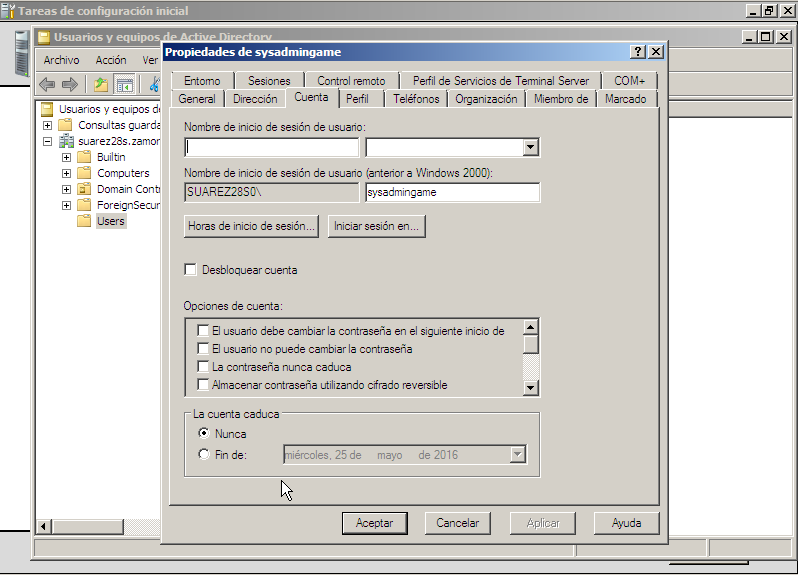 Tareas de configuración inicial
Usuarios y equipos de Active Directory
Archivo Acción Ver
Usuarios y equipos d
Consultas guarda
suarez28s.zamor
Builtin
Computers
Domain Contr
ForeignSecur
Users
Propiedades de sysadmingame
Entorno Sesiones Control remoto Perfil de Servicios de Terminal Server COM+
General Dirección Cuenta Perfil Teléfonos Organización Miembro de Marcado
Nombre de inicio de sesión de usuario:
Nombre de inicio de sesión de usuario (anterior a Windows 2000):
SUAREZ28S0\ sysadmingame
Horas de inicio de sesión... Iniciar sesión en...
Desbloquear cuenta
Opciones de cuenta:
El usuario debe cambiar la contraseña en el siguiente inicio de
El usuario no puede cambiar la contraseña
La contraseña nunca caduca
Almacenar contraseña utilizando cifrado reversible
La cuenta caduca
Nunca
Fin de: miércoles, 25 de mayo de 2016
Aceptar Cancelar Aplicar Ayuda